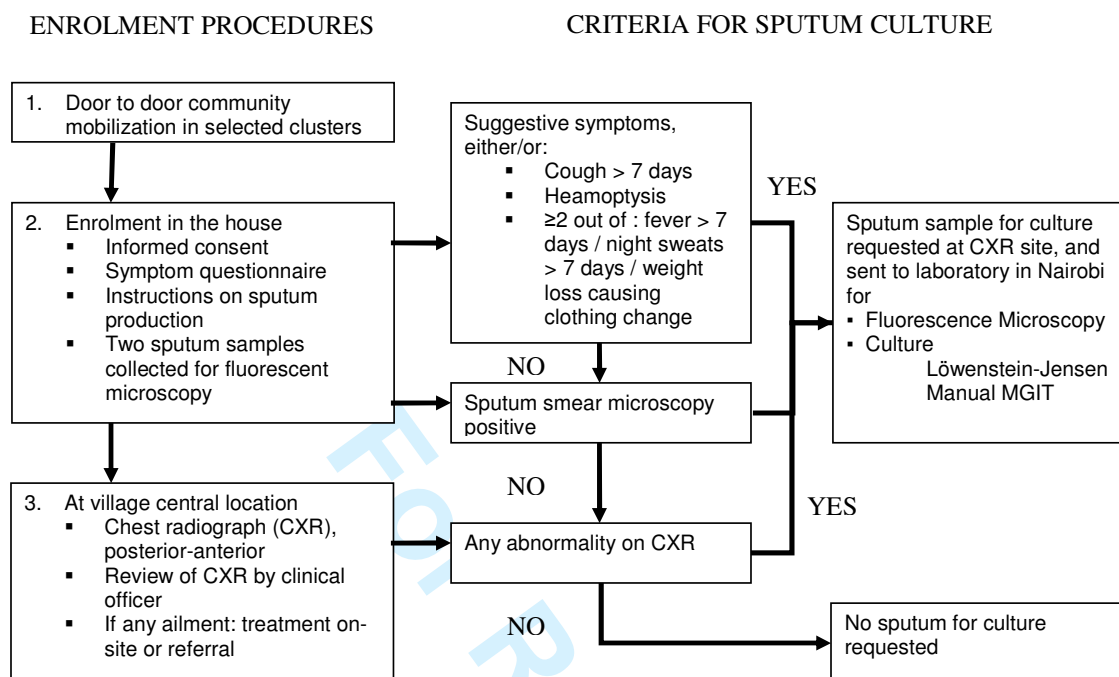 ENROLMENT PROCEDURES
CRITERIA FOR SPUTUM CULTURE
1. Door to door community
mobilization in selected clusters
2. Enrolment in the house
▪ Informed consent
▪ Symptom questionnaire
▪ Instructions on sputum
production
▪ Two sputum samples
collected for fluorescent
microscopy
3. At village central location
▪ Chest radiograph (CXR),
posterior-anterior
▪ Review of CXR by clinical
officer
▪ If any ailment: treatment on-
site or referral
Suggestive symptoms,
either/or:
▪ Cough > 7 days
▪ Heamoptysis
▪ ≥2 out of : fever > 7
days / night sweats
> 7 days / weight
loss causing
clothing change
NO
Sputum smear microscopy
positive
NO
Any abnormality on CXR
NO
YES
YES
Sputum sample for culture
requested at CXR site, and
sent to laboratory in Nairobi
for
▪ Fluorescence Microscopy
▪ Culture
Löwenstein-Jensen
Manual MGIT
No sputum for culture
requested
For